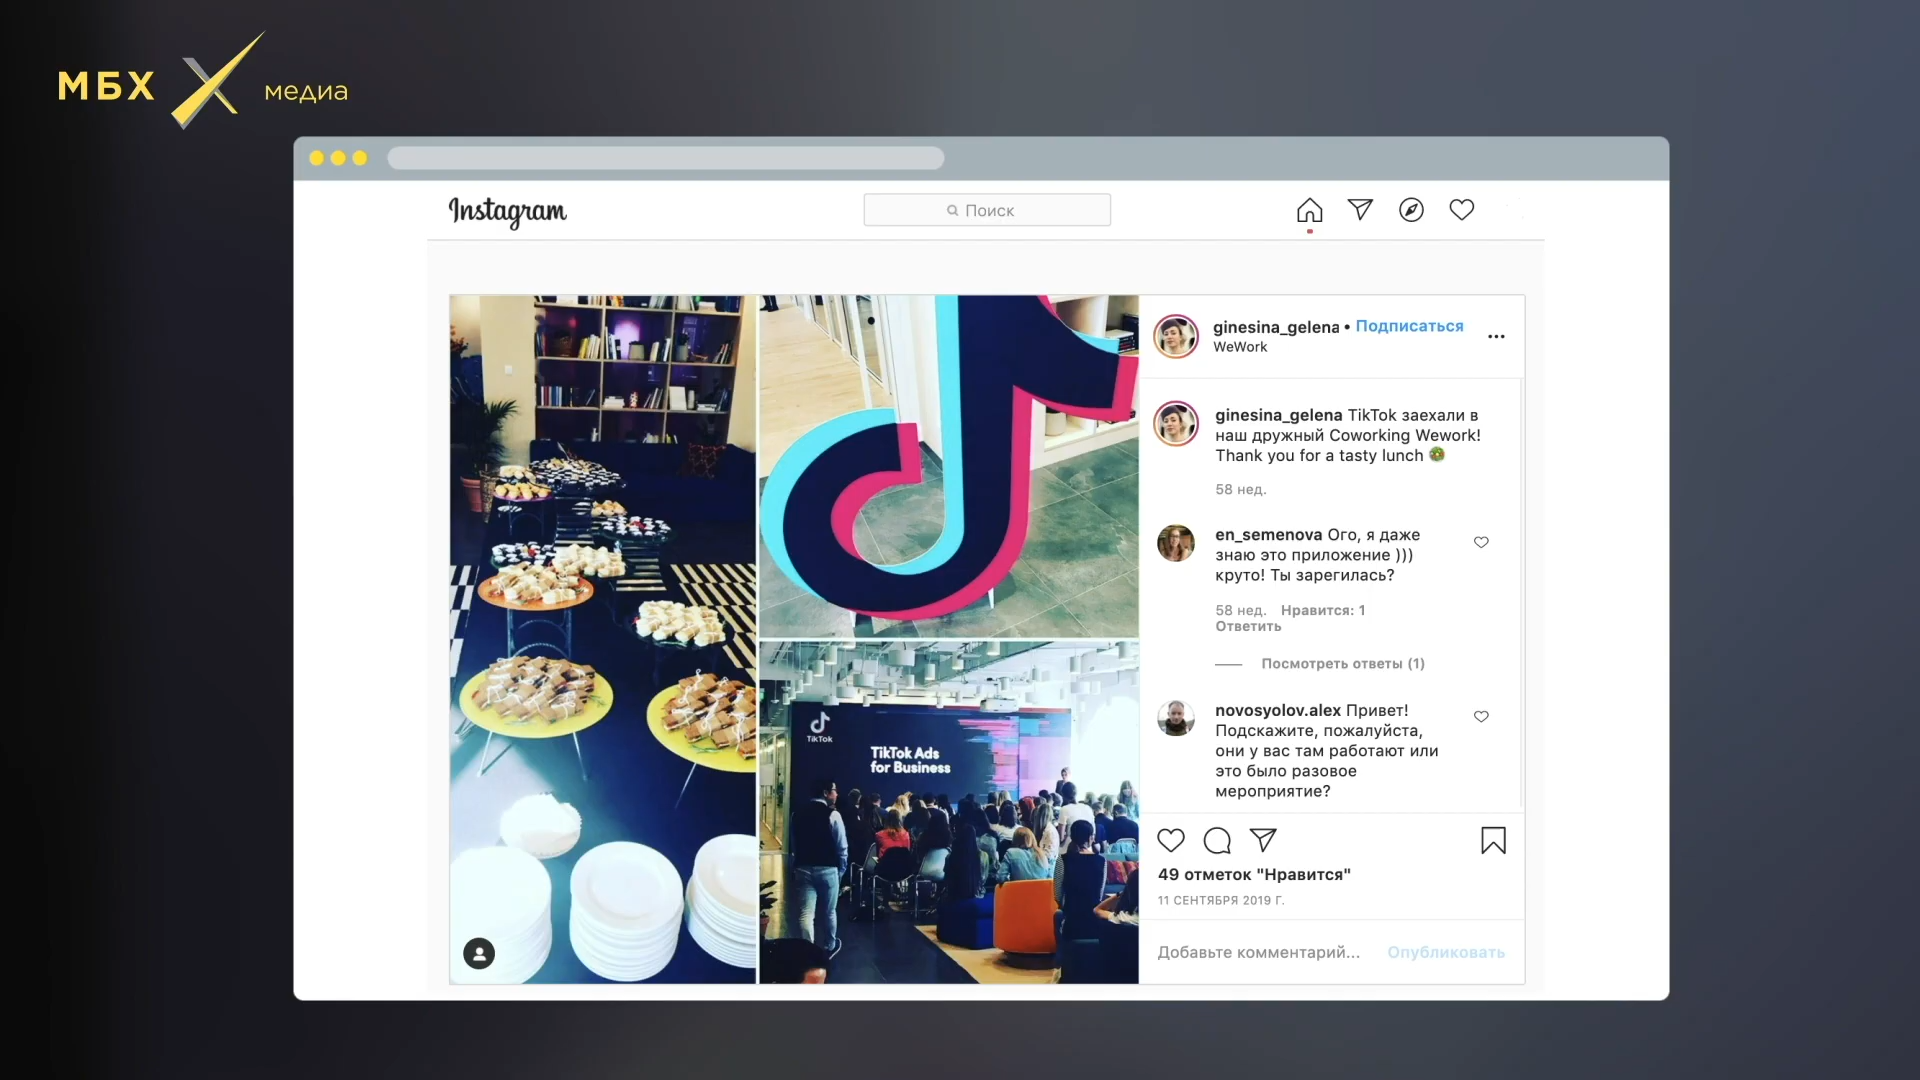 МБХ медиа
Instagram
Поиск
ginesina_gelena • Подписаться
WeWork
ginesina_gelena TikTok заехали в
наш дружный Coworking Wework!
Thank you for a tasty lunch
58 нед.
en_semenova Ого, я даже
знаю это приложение )))
круто! Ты зарегилась?
58 нед. Нравится: 1
Ответить
Посмотреть ответы (1)
novosyolov.alex Привет!
Подскажите, пожалуйста,
они у вас там работают или
это было разовое
мероприятие?
49 отметок "Нравится"
11 СЕНТЯБРЯ 2019 Г.
Добавьте комментарий... Опубликовать
TikTok
TikTok Ads
for Business